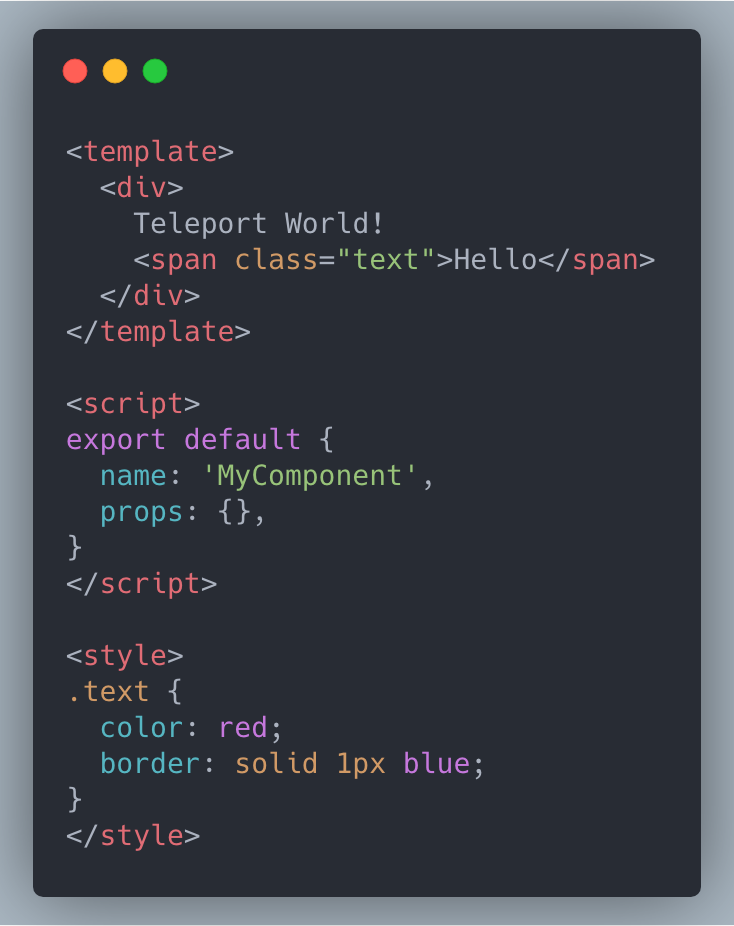 <template>
  <div>
    Teleport World!
    <span class="text">Hello</span>
  </div>
</template>

<script>
export default {
  name: 'MyComponent',
  props: {},
}
</script>

<style>
.text {
  color: red;
  border: solid 1px blue;
}
</style>